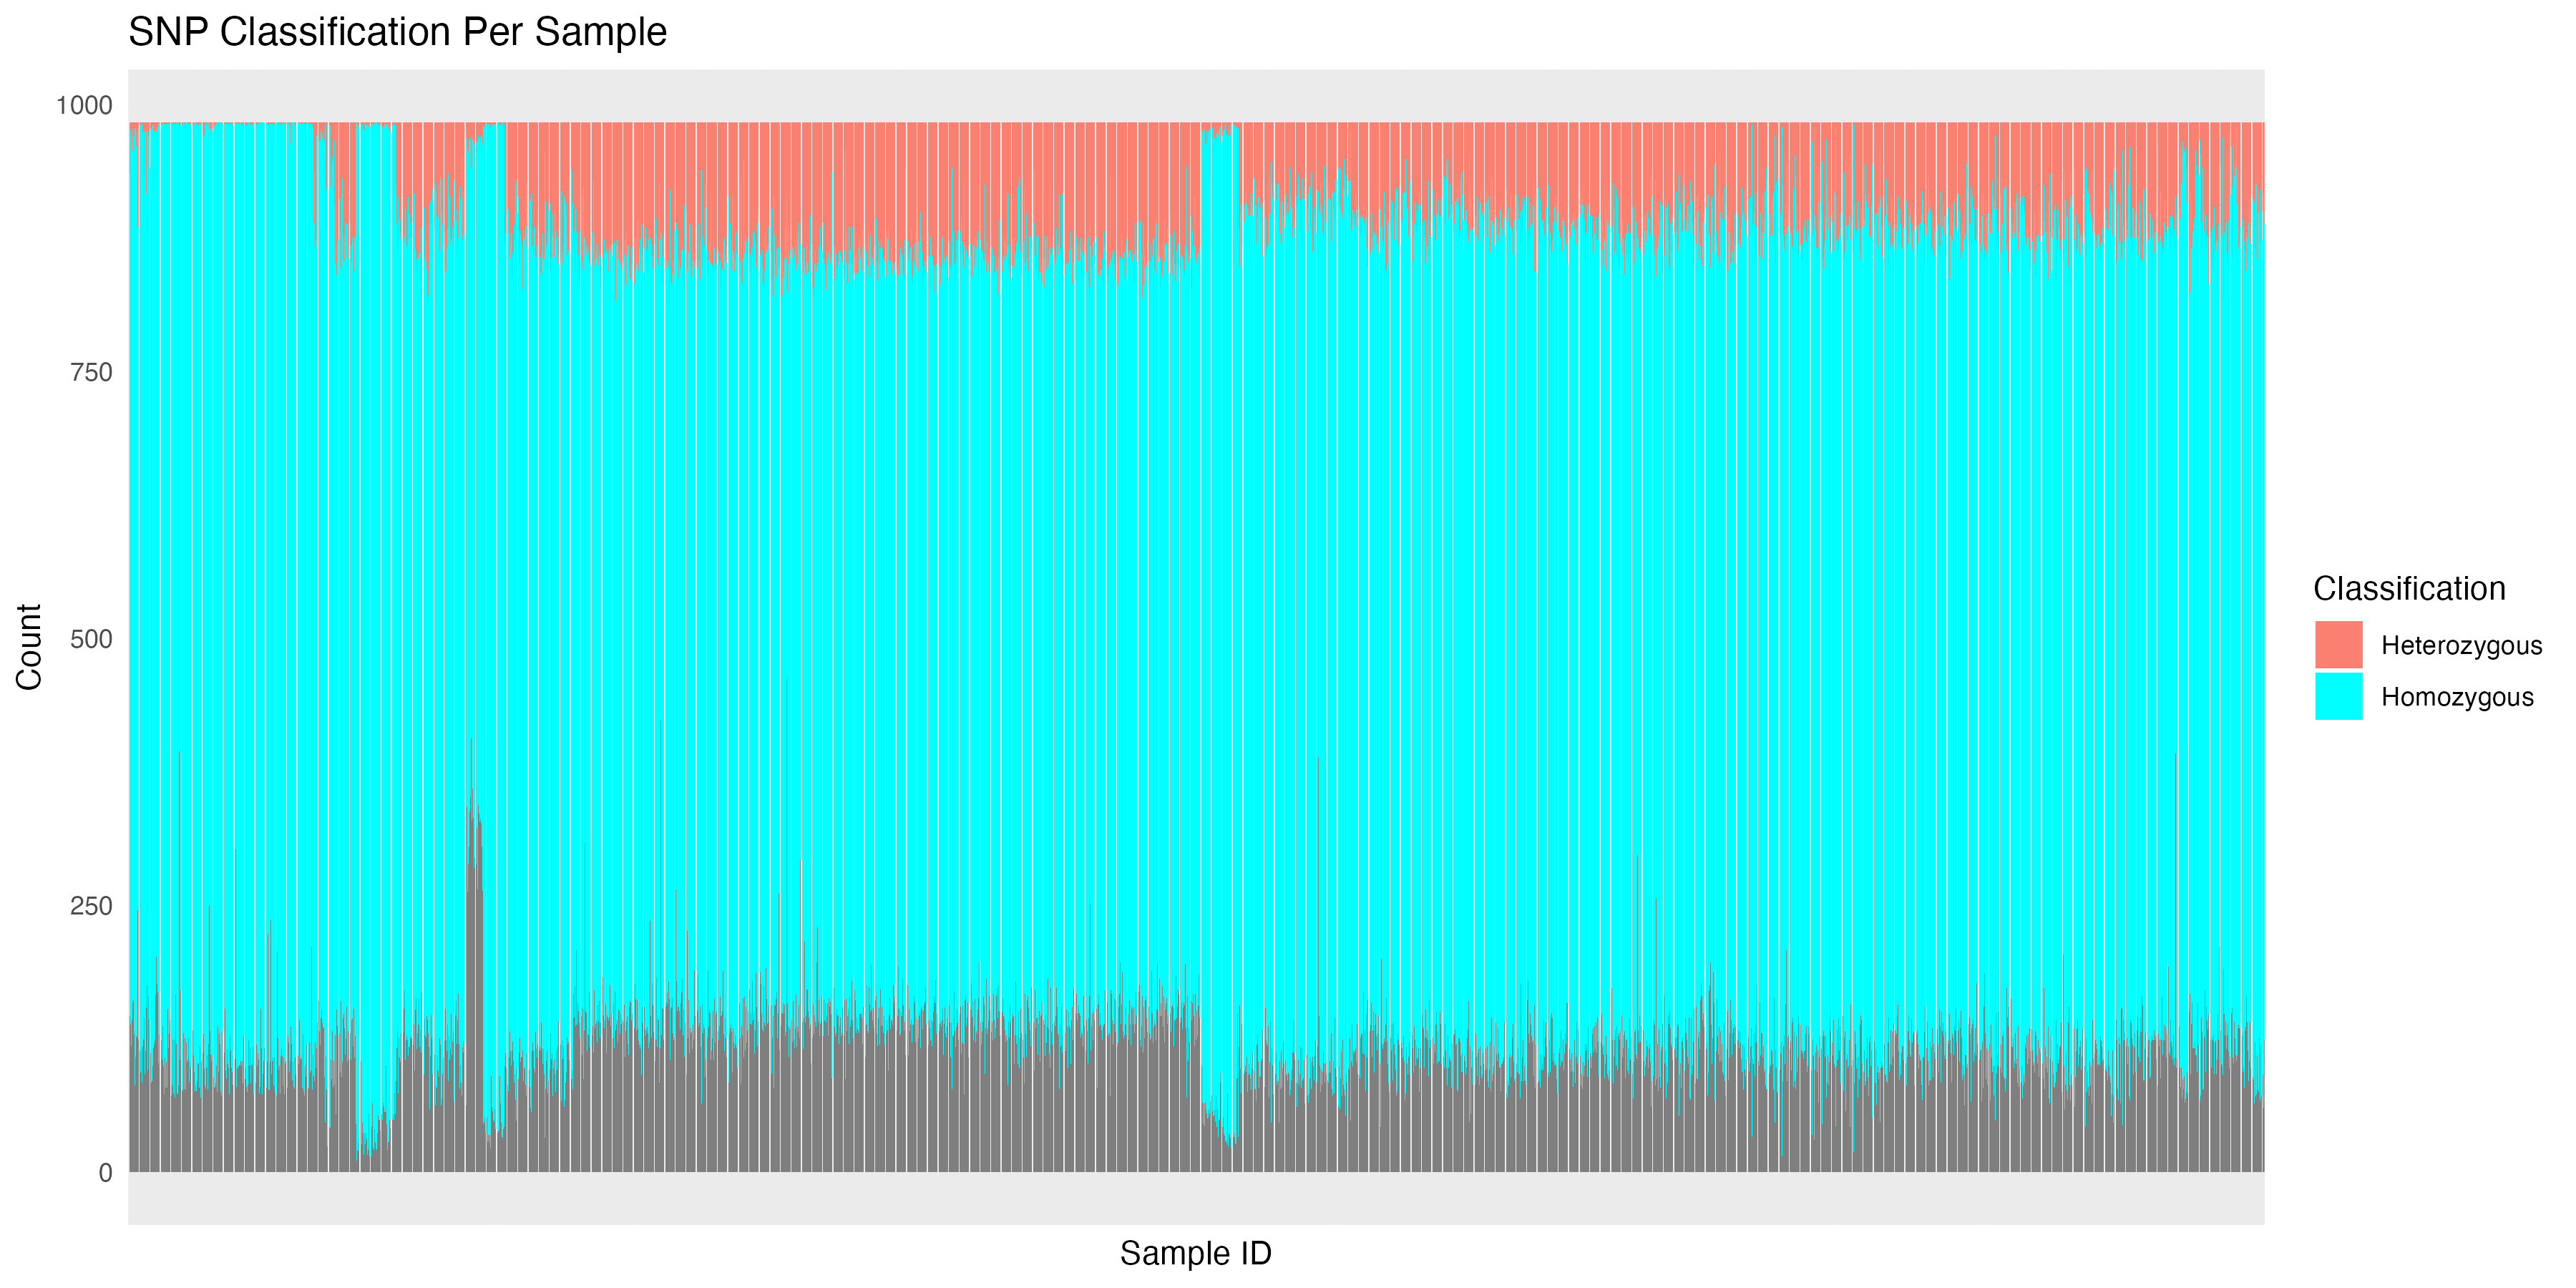 SNP Classification Per Sample
1000
750
500
250
0
Count
Sample ID
Classification
Heterozygous
Homozygous